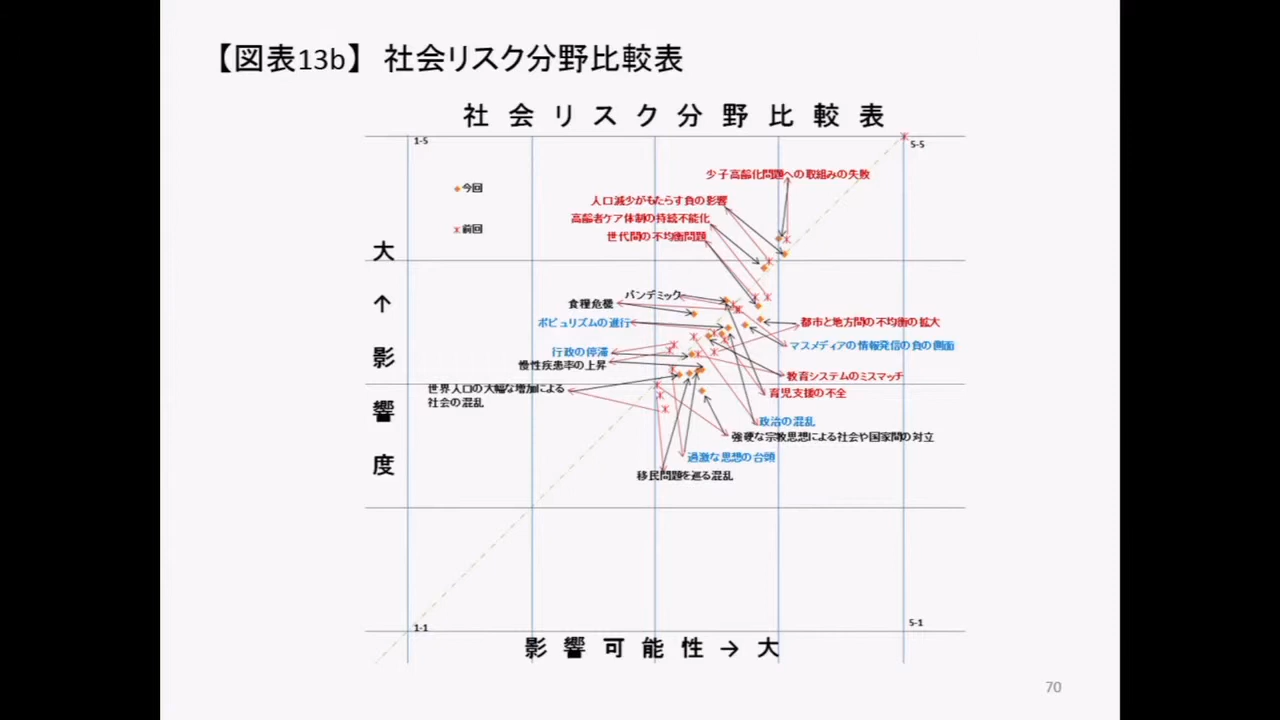 【図表13b】 社会リスク分野比較表
社会リスク分野比較表
1-5
5-5
今回
前回
少子高齢化問題への取組みの失敗
人口減少がもたらす負の影響
高齢者ケア体制の持続不能化
世代間の不均衡問題
大
↑
影
響
度
パンデミック
食糧危機
ポピュリズムの進行
都市と地方間の不均衡の拡大
マスメディアの情報発信の負の側面
行政の停滞
慢性疾患率の上昇
教育システムのミスマッチ
世界人口の大幅な増加による
社会の混乱
育児支援の不全
政治の混乱
強硬な宗教思想による社会や国家間の対立
過激な思想の台頭
移民問題を巡る混乱
1-1
5-1
影響可能性→大
70